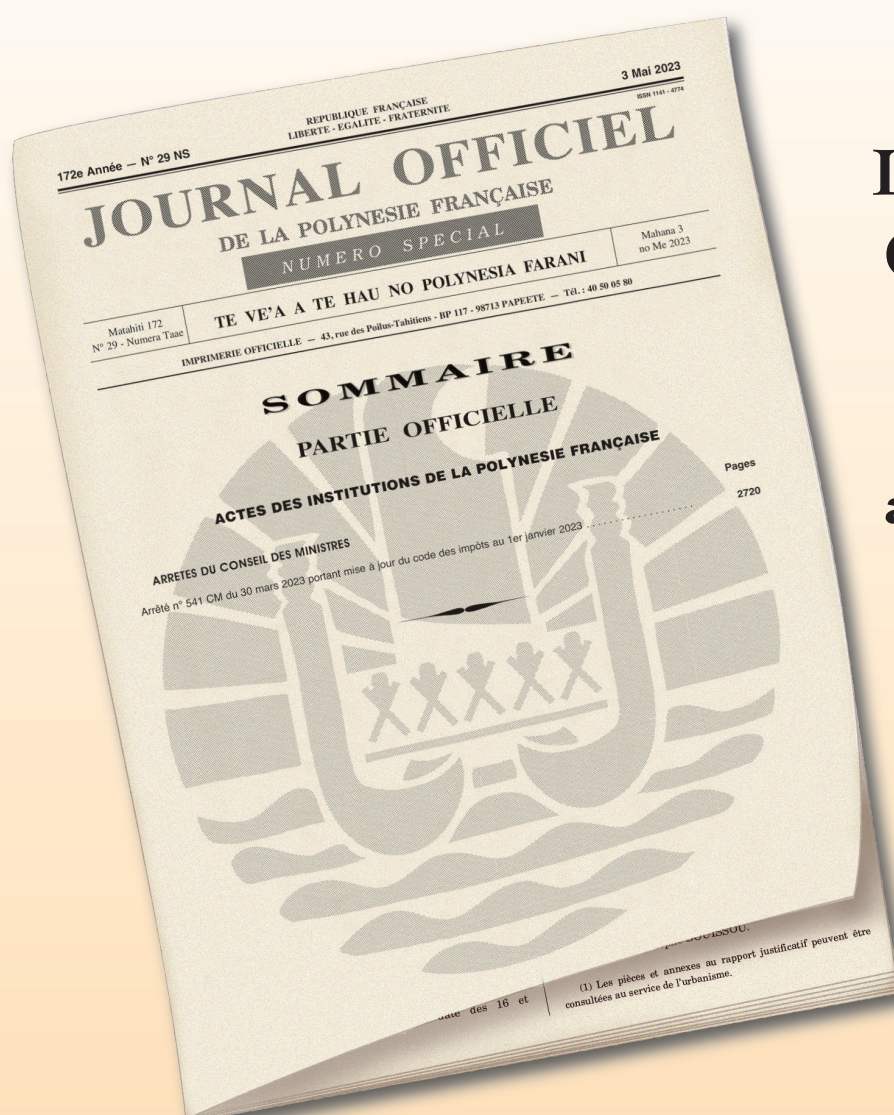 3 Mai 2023
ISSN 1141 - 4774
REPUBLIQUE FRANÇAISE
LIBERTE - EGALITE - FRATERNITE
172e Année — N° 29 NS
JOURNAL OFFICIEL
DE LA POLYNESIE FRANÇAISE
NUMERO SPECIAL
Matahiti 172
N° 29 - Numera Taae
TE VE'A A TE HAU NO POLYNESIA FARANI
Mahana 3
no Me 2023
IMPRIMERIE OFFICIELLE — 43, rue des Poilus-Tahitiens - BP 117 - 98713 PAPEETE — Tél. : 40 50 05 80
SOMMAIRE
PARTIE OFFICIELLE
ACTES DES INSTITUTIONS DE LA POLYNESIE FRANÇAISE
Pages
ARRETES DU CONSEIL DES MINISTRES
Arrêté n° 541 CM du 30 mars 2023 portant mise à jour du code des impôts au 1er janvier 2023 .................. 2720
BOUISSOU.
date des 16 et
(1) Les pièces et annexes au rapport justificatif peuvent être
consultées au service de l'urbanisme.